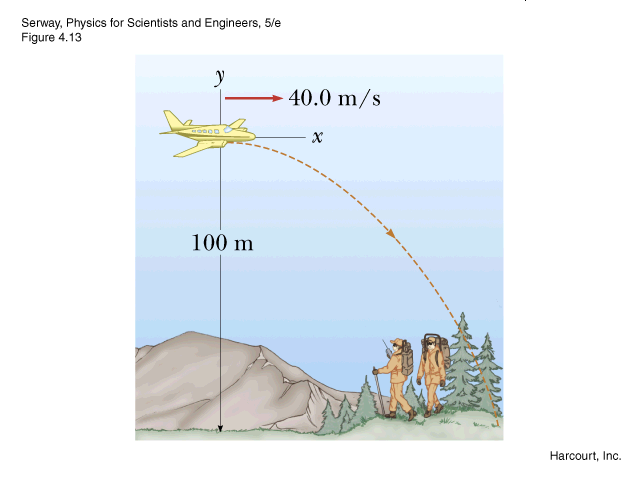 Serway, Physics for Scientists and Engineers, 5/e
Figure 4.13
y
40.0 m/s
x
100 m
Harcourt, Inc.